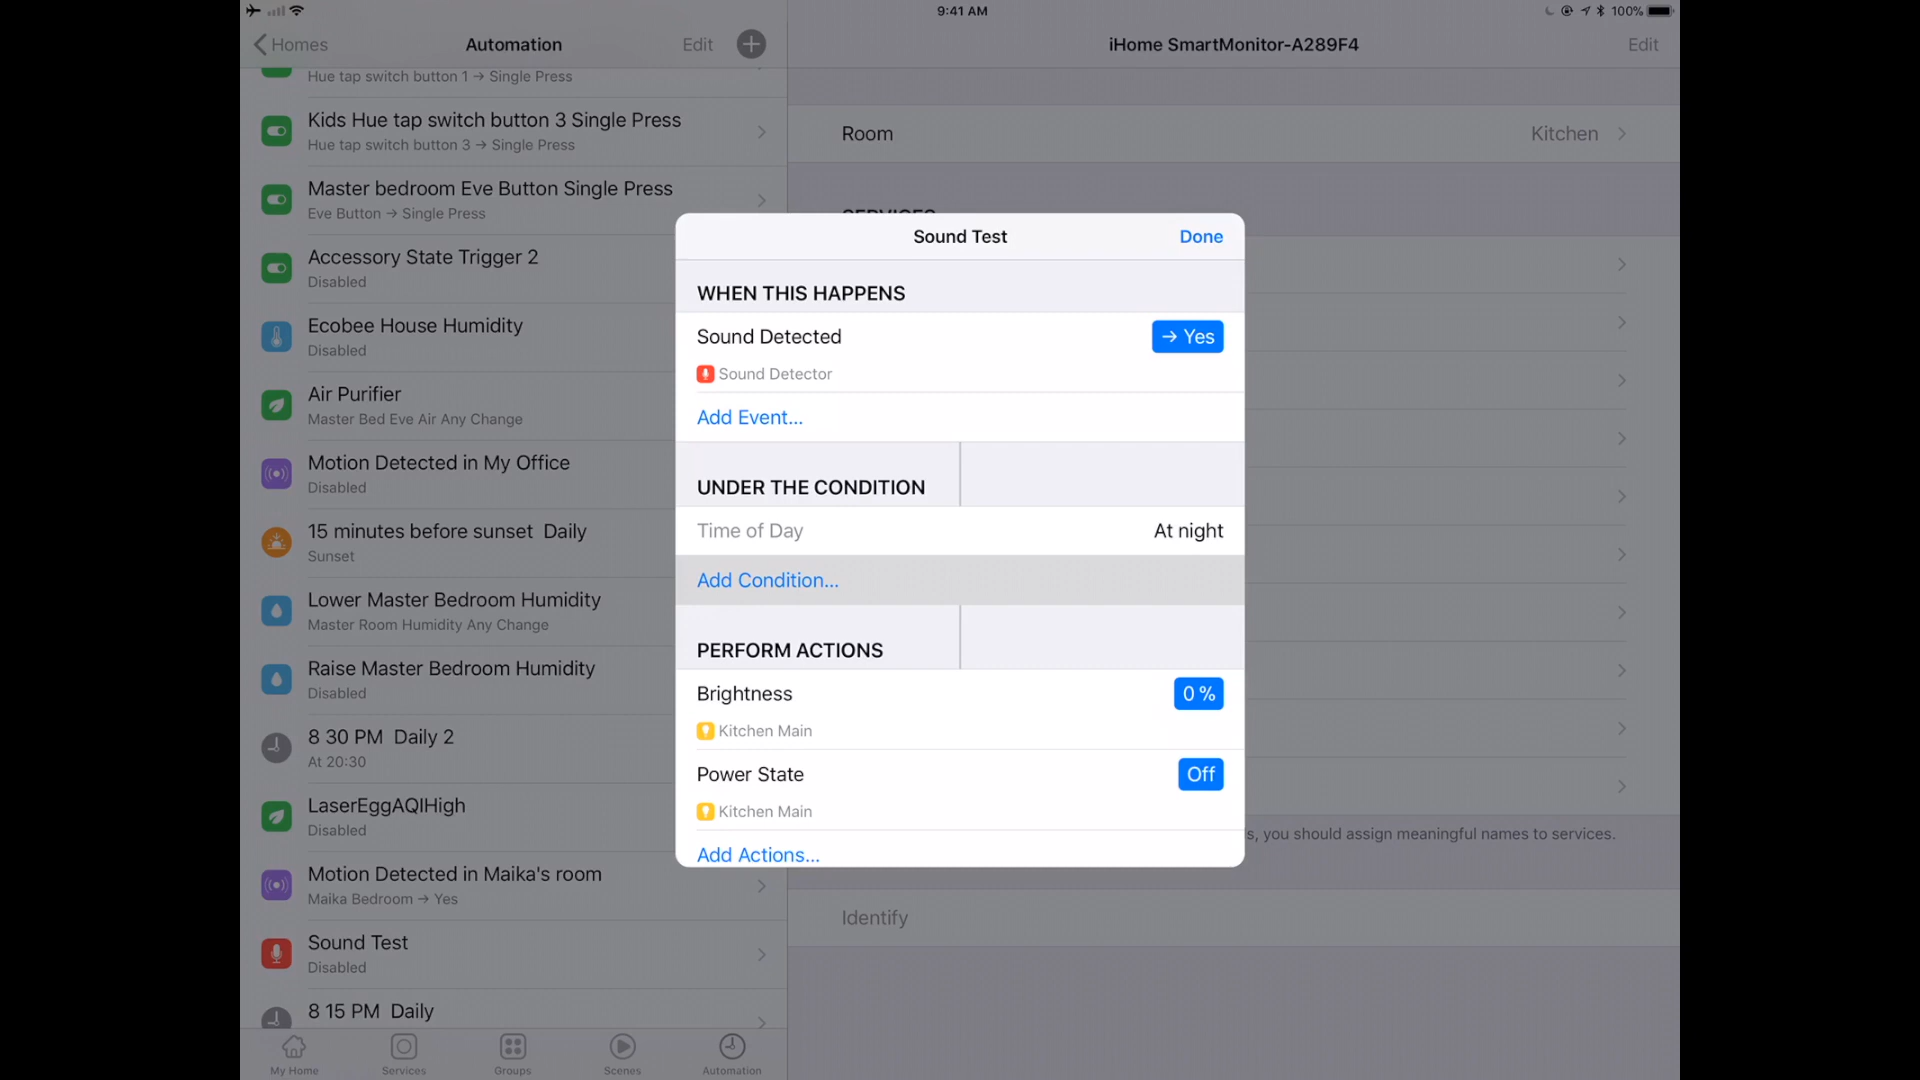 9:41 AM
100%
Homes
Automation
Edit
iHome SmartMonitor-A289F4
Edit
Hue tap switch button 1 → Single Press
Kids Hue tap switch button 3 Single Press
Hue tap switch button 3 → Single Press
Master bedroom Eve Button Single Press
Eve Button → Single Press
Accessory State Trigger 2
Disabled
Ecobee House Humidity
Disabled
Air Purifier
Master Bed Eve Air Any Change
Motion Detected in My Office
Disabled
15 minutes before sunset Daily
Sunset
Lower Master Bedroom Humidity
Master Room Humidity Any Change
Raise Master Bedroom Humidity
Disabled
8 30 PM Daily 2
At 20:30
LaserEggAQIHigh
Disabled
Motion Detected in Maika's room
Maika Bedroom → Yes
Sound Test
Disabled
8 15 PM Daily
My Home
Services
Groups
Scenes
Automation
Room
Kitchen
SERVICES
Sound Test
Done
WHEN THIS HAPPENS
Sound Detected
→ Yes
Sound Detector
Add Event...
UNDER THE CONDITION
Time of Day
At night
Add Condition...
PERFORM ACTIONS
Brightness
0 %
Kitchen Main
Power State
Off
Kitchen Main
Add Actions...
, you should assign meaningful names to services.
Identify